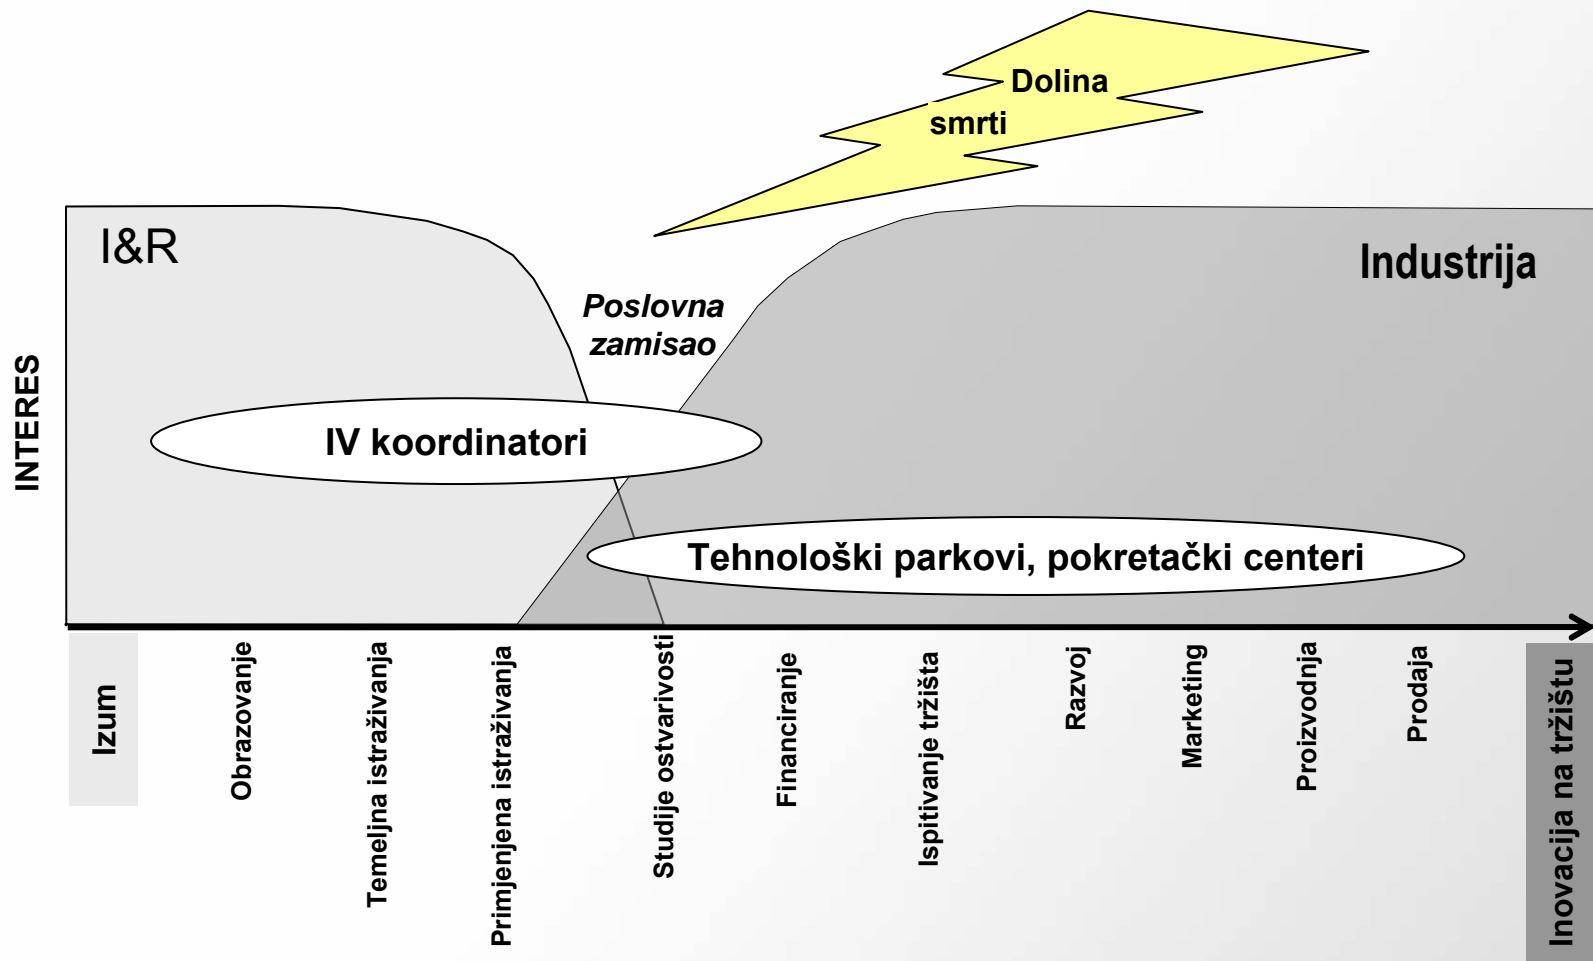 Dolina
smrti
I&R
Industrija
Poslovna
zamisao
INTERES
IV koordinatori
Tehnološki parkovi, pokretački centeri
Izum
Obrazovanje
Temeljna istraživanja
Primjenjena istraživanja
Studije ostvarivosti
Financiranje
Ispitivanje tržišta
Razvoj
Marketing
Proizvodnja
Prodaja
Inovacija na tržištu